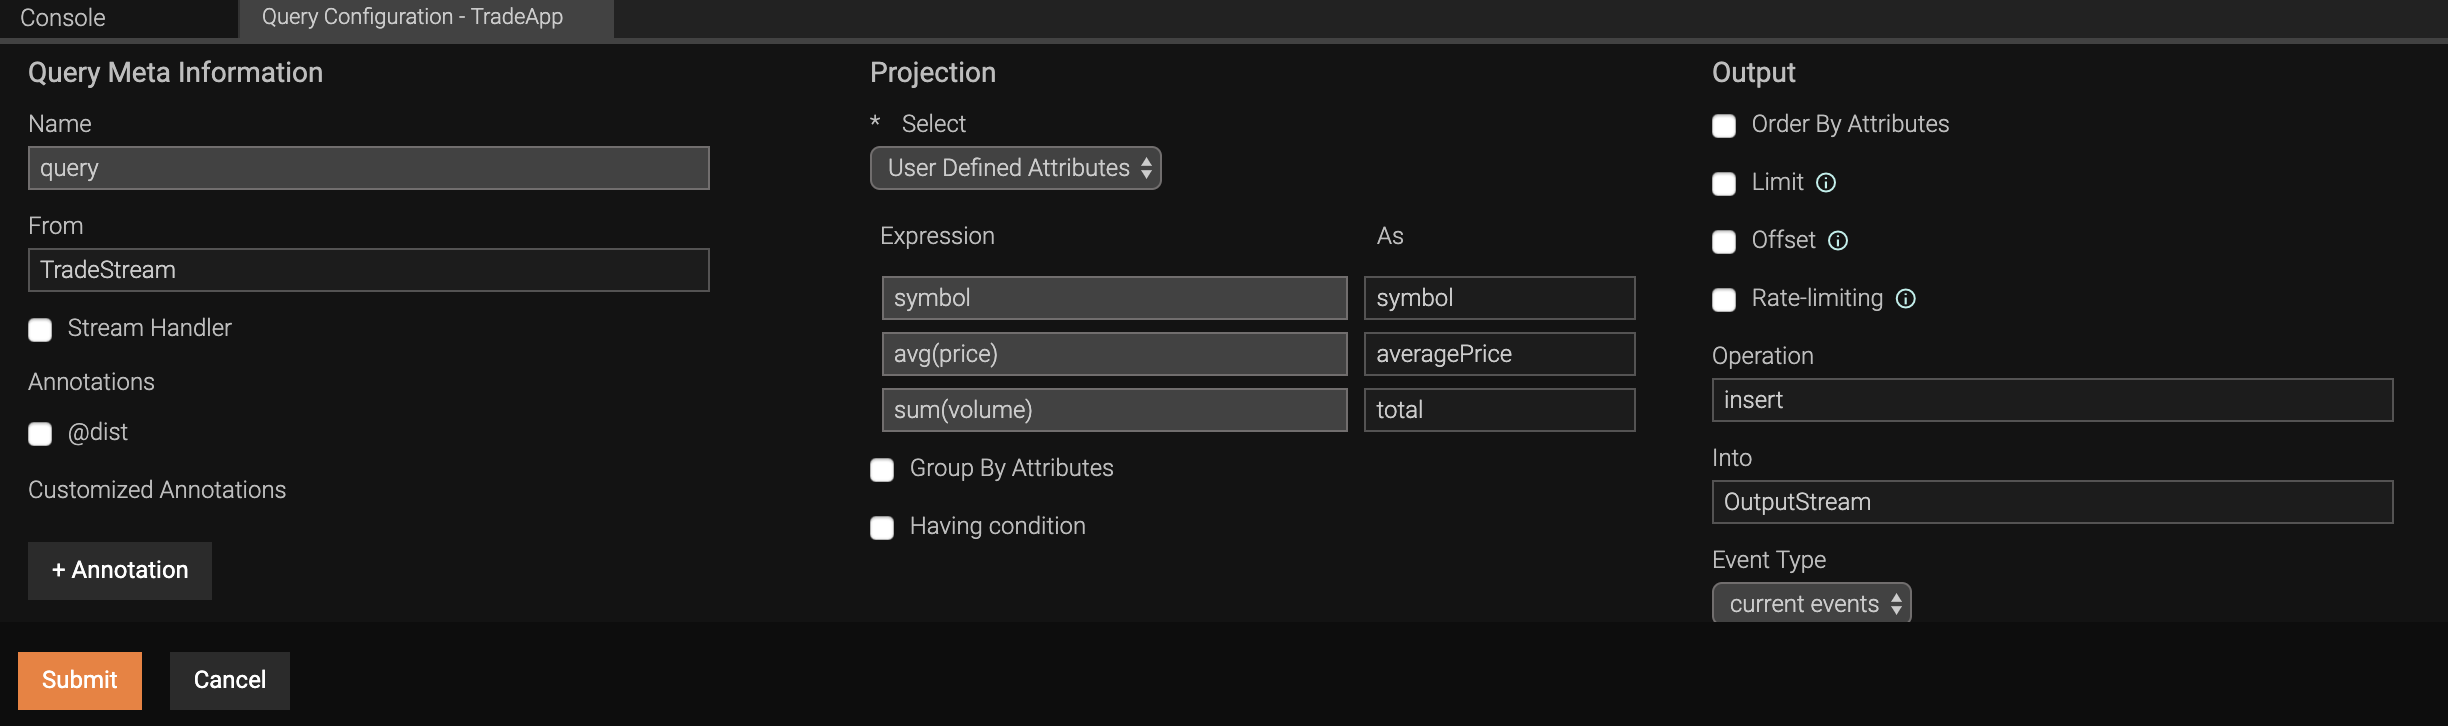 Console
Query Configuration - TradeApp
Query Meta Information
Name
query
From
TradeStream
Stream Handler
Annotations
@dist
Customized Annotations
+ Annotation
Projection
* Select
User Defined Attributes
Expression As
symbol symbol
avg(price) averagePrice
sum(volume) total
Group By Attributes
Having condition
Output
Order By Attributes
Limit
Offset
Rate-limiting
Operation
insert
Into
OutputStream
Event Type
current events
Submit
Cancel